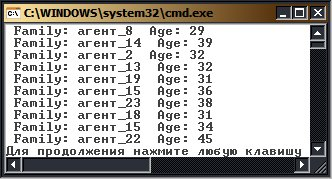 C:\WINDOWS\system32\cmd.exe
Family: агент_8 Age: 29
Family: агент_14 Age: 39
Family: агент_2 Age: 32
Family: агент_13 Age: 32
Family: агент_19 Age: 31
Family: агент_15 Age: 36
Family: агент_23 Age: 38
Family: агент_18 Age: 31
Family: агент_15 Age: 34
Family: агент_22 Age: 45
Для продолжения нажмите любую клавишу